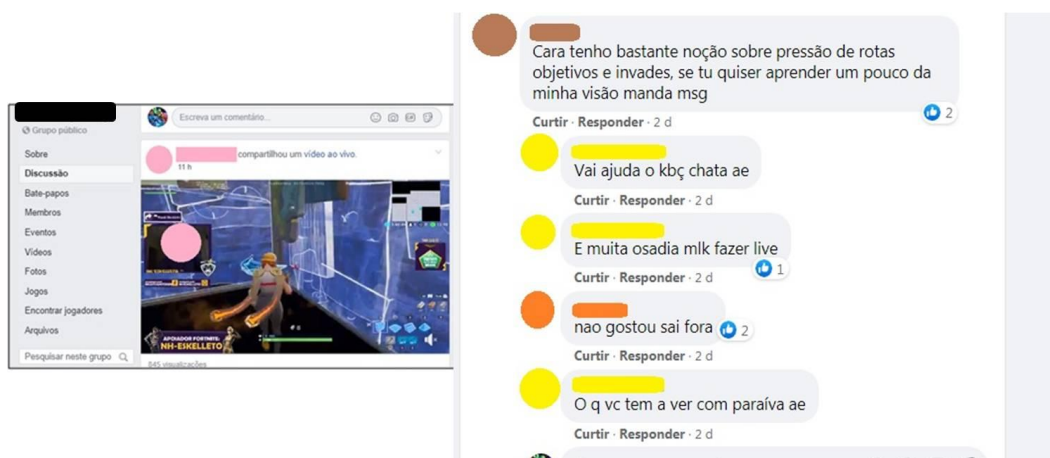 Grupo público
Sobre
Discussão
Bate-papos
Membros
Eventos
Vídeos
Fotos
Jogos
Encontrar jogadores
Arquivos
Pesquisar neste grupo
Escreva um comentário...
compartilhou um vídeo ao vivo.
11 h
APOIADOR FORTNITE:
NH-ESKELLETO
845 visualizações
Cara tenho bastante noção sobre pressão de rotas
objetivos e invades, se tu quiser aprender um pouco da
minha visão manda msg
2
Curtir · Responder · 2 d
Vai ajuda o kbç chata ae
Curtir · Responder · 2 d
E muita osadia mlk fazer live
1
Curtir · Responder · 2 d
nao gostou sai fora
2
Curtir · Responder · 2 d
O q vc tem a ver com paraíva ae
Curtir · Responder · 2 d